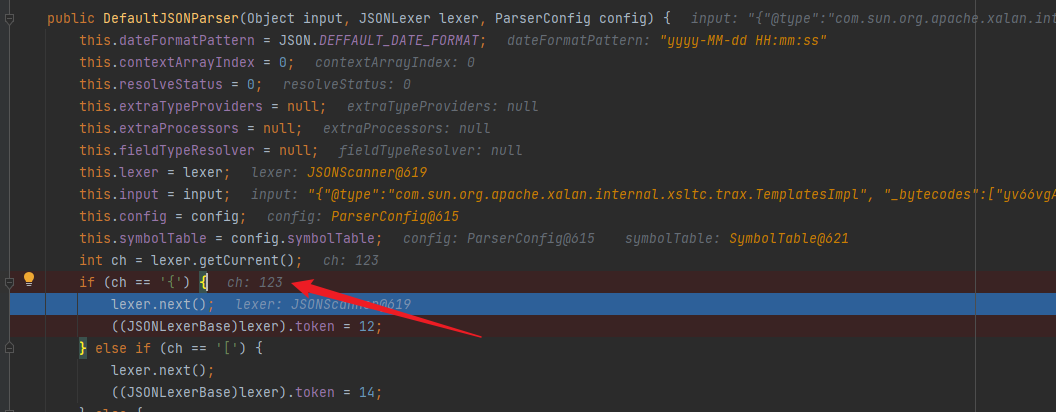 public DefaultJSONParser(Object input, JSONLexer lexer, ParserConfig config) { input: "{"@type":"com.sun.org.apache.xalan.int
this.dateFormatPattern = JSON.DEFFAULT_DATE_FORMAT; dateFormatPattern: "yyyy-MM-dd HH:mm:ss"
this.contextArrayIndex = 0; contextArrayIndex: 0
this.resolveStatus = 0; resolveStatus: 0
this.extraTypeProviders = null; extraTypeProviders: null
this.extraProcessors = null; extraProcessors: null
this.fieldTypeResolver = null; fieldTypeResolver: null
this.lexer = lexer; lexer: JSONScanner@619
this.input = input; input: "{"@type":"com.sun.org.apache.xalan.internal.xsltc.trax.TemplatesImpl", "_bytecodes":["yv66vgA
this.config = config; config: ParserConfig@615
this.symbolTable = config.symbolTable; config: ParserConfig@615 symbolTable: SymbolTable@621
int ch = lexer.getCurrent(); ch: 123
if (ch == '{') { ch: 123
lexer.next(); lexer: JSONScanner@619
((JSONLexerBase)lexer).token = 12;
} else if (ch == '[') {
lexer.next();
((JSONLexerBase)lexer).token = 14;
} else {